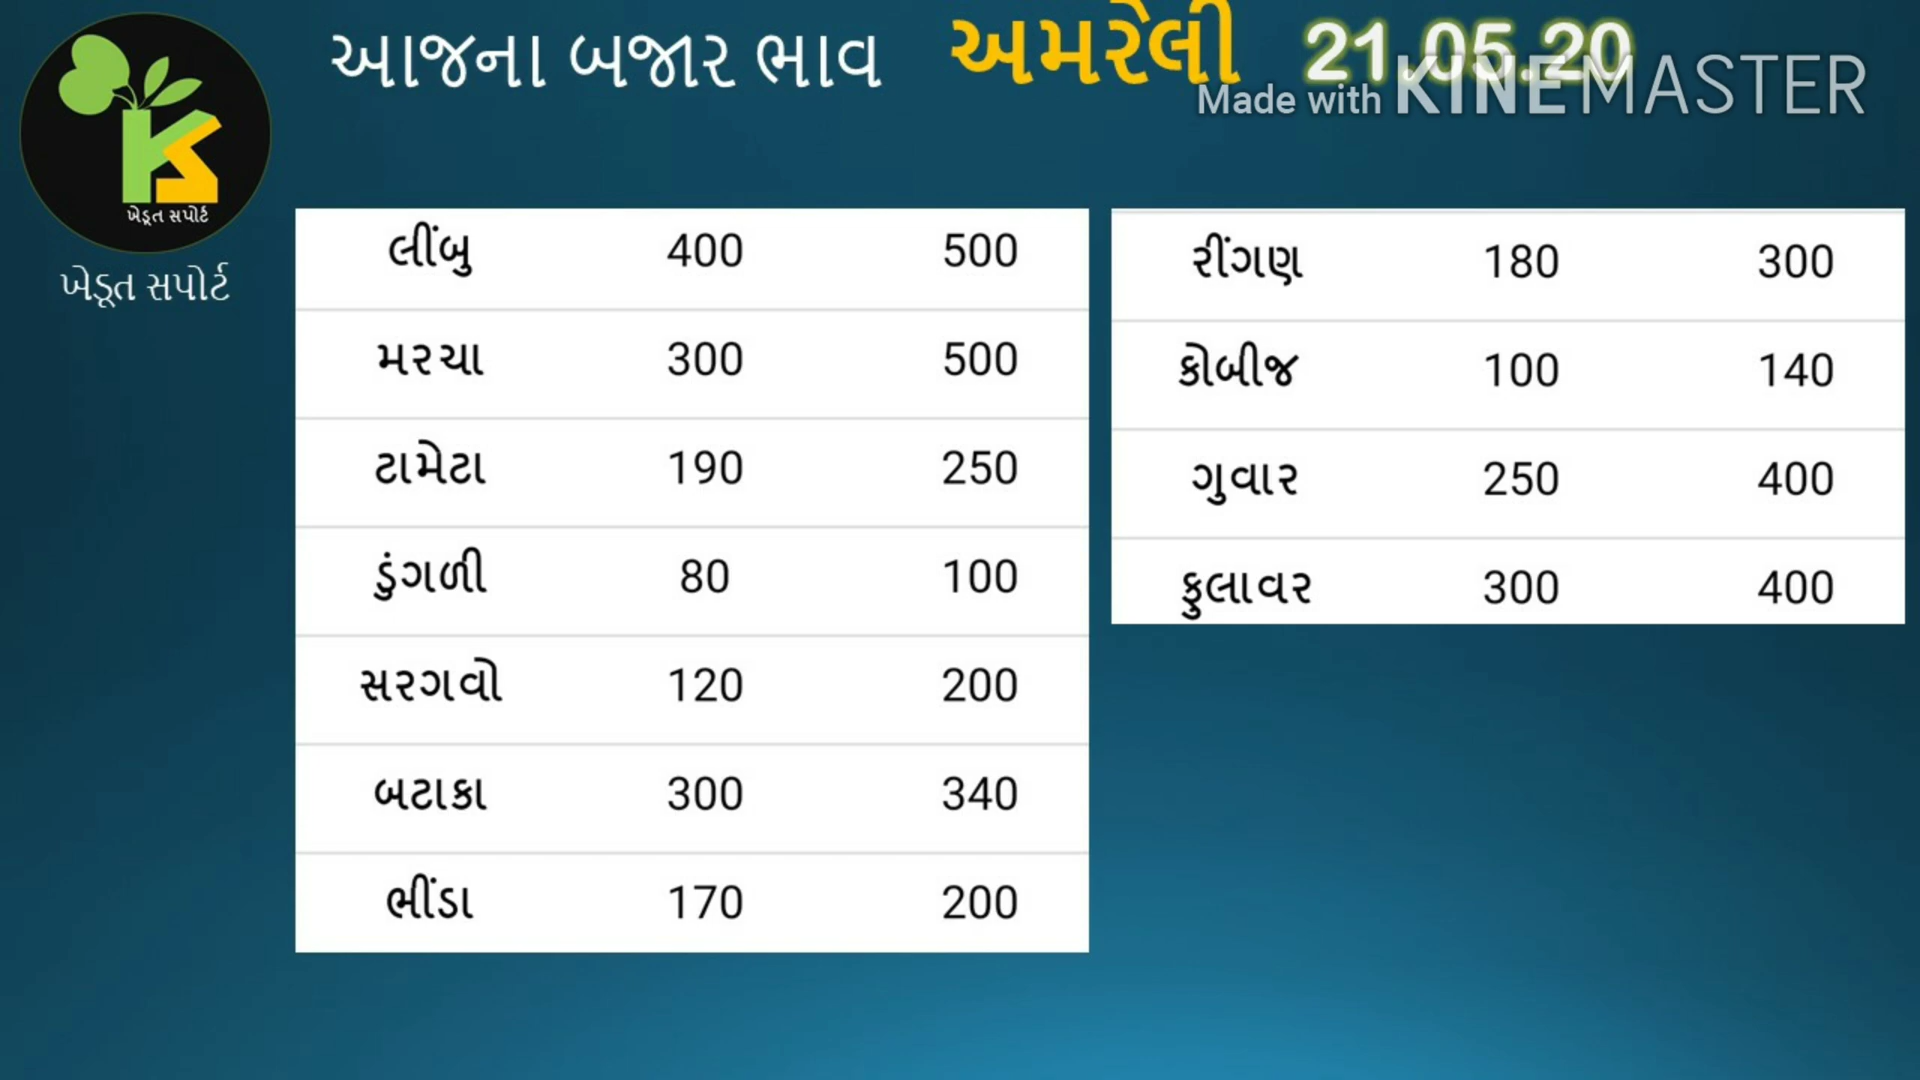 આજના બજાર ભાવ અમરેલી 21.05.20
Made with KINEMASTER
ખેડૂત સપોર્ટ
ખેડૂત સપોર્ટ
લીંબુ 400 500
મરચા 300 500
ટામેટા 190 250
ડુંગળી 80 100
સરગવો 120 200
બટાકા 300 340
ભીંડા 170 200
રીંગણ 180 300
કોબીજ 100 140
ગુવાર 250 400
ફુલાવર 300 400